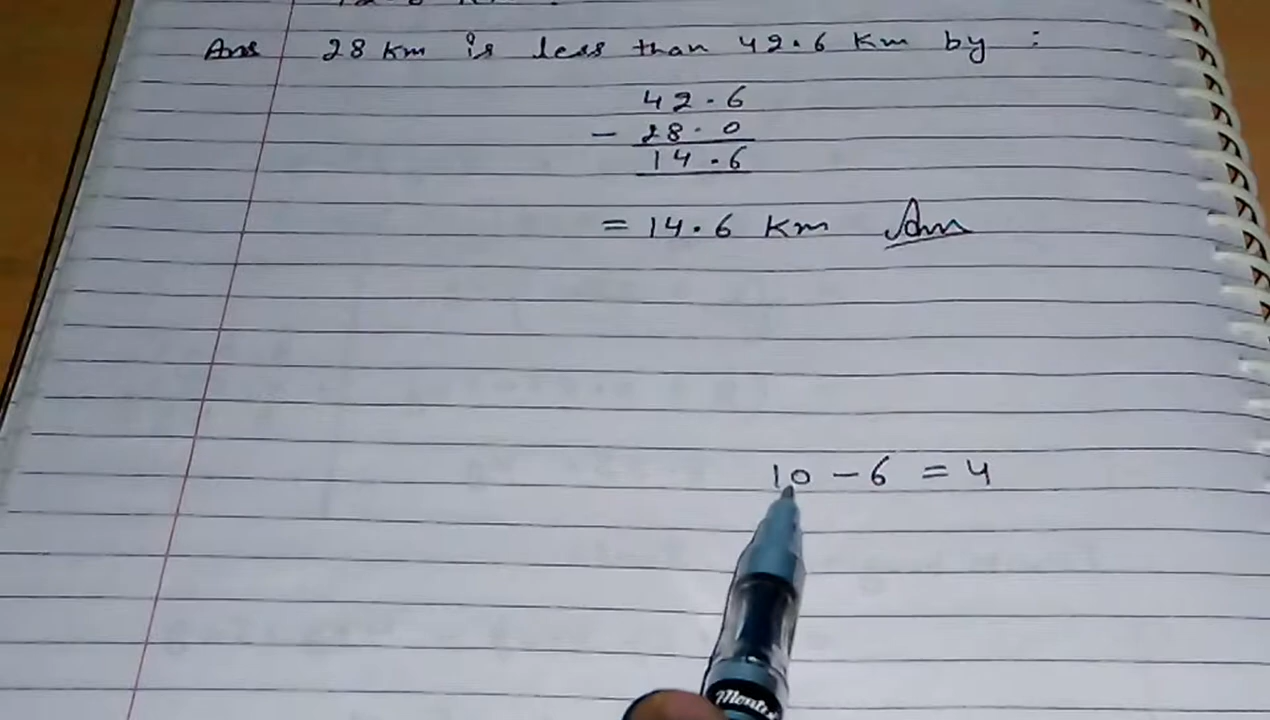 Ans 28 Km is less than 42.6 Km by :
42.6
- 28.0
14.6
= 14.6 Km Ans
10 - 6 = 4